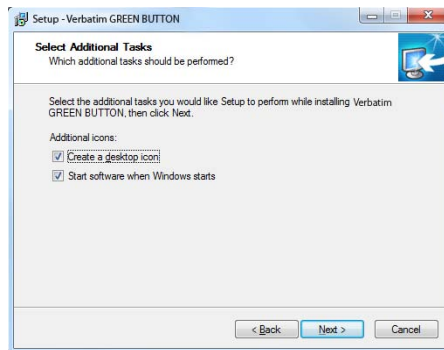 Setup - Verbatim GREEN BUTTON
Select Additional Tasks
Which additional tasks should be performed?
Select the additional tasks you would like Setup to perform while installing Verbatim
GREEN BUTTON, then click Next.
Additional icons:
Create a desktop icon
Start software when Windows starts
< Back
Next >
Cancel